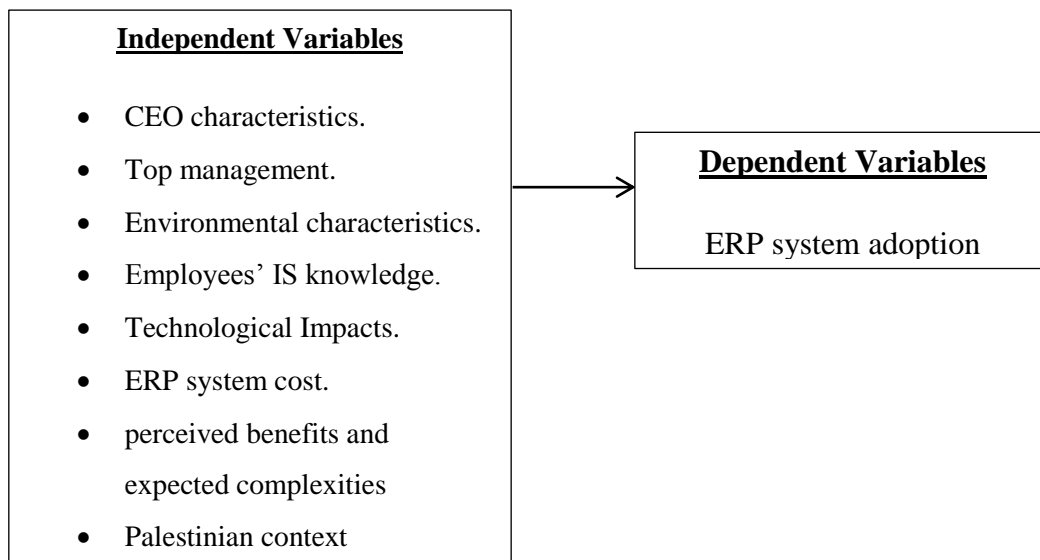 Independent Variables
• CEO characteristics.
• Top management.
• Environmental characteristics.
• Employees’ IS knowledge.
• Technological Impacts.
• ERP system cost.
• perceived benefits and
expected complexities
• Palestinian context
Dependent Variables
ERP system adoption